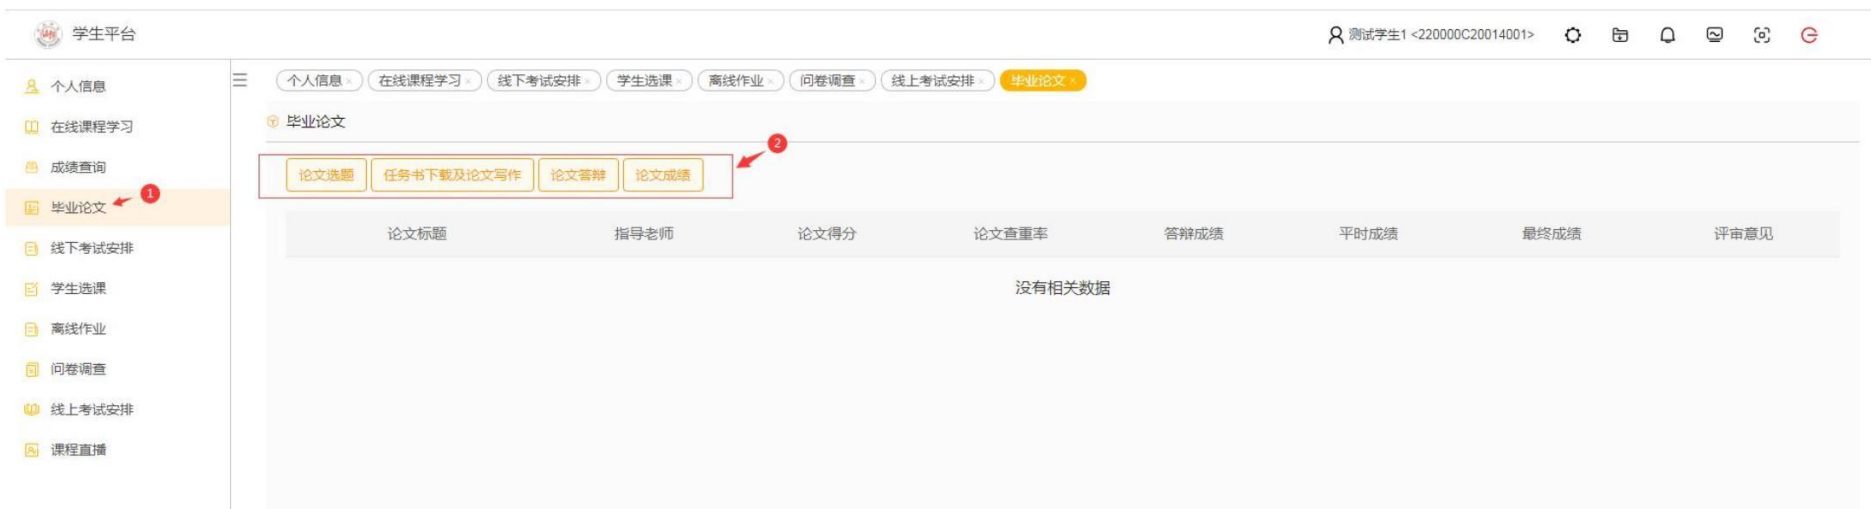 学生平台
测试学生1 <220000C20014001>
个人信息
在线课程学习
成绩查询
毕业论文
线下考试安排
学生选课
离线作业
问卷调查
线上考试安排
课程直播
1
个人信息 × 在线课程学习 × 线下考试安排 × 学生选课 × 离线作业 × 问卷调查 × 线上考试安排 × 毕业论文 ×
毕业论文
2
论文选题 任务书下载及论文写作 论文答辩 论文成绩
论文标题 指导老师 论文得分 论文查重率 答辩成绩 平时成绩 最终成绩 评审意见
没有相关数据